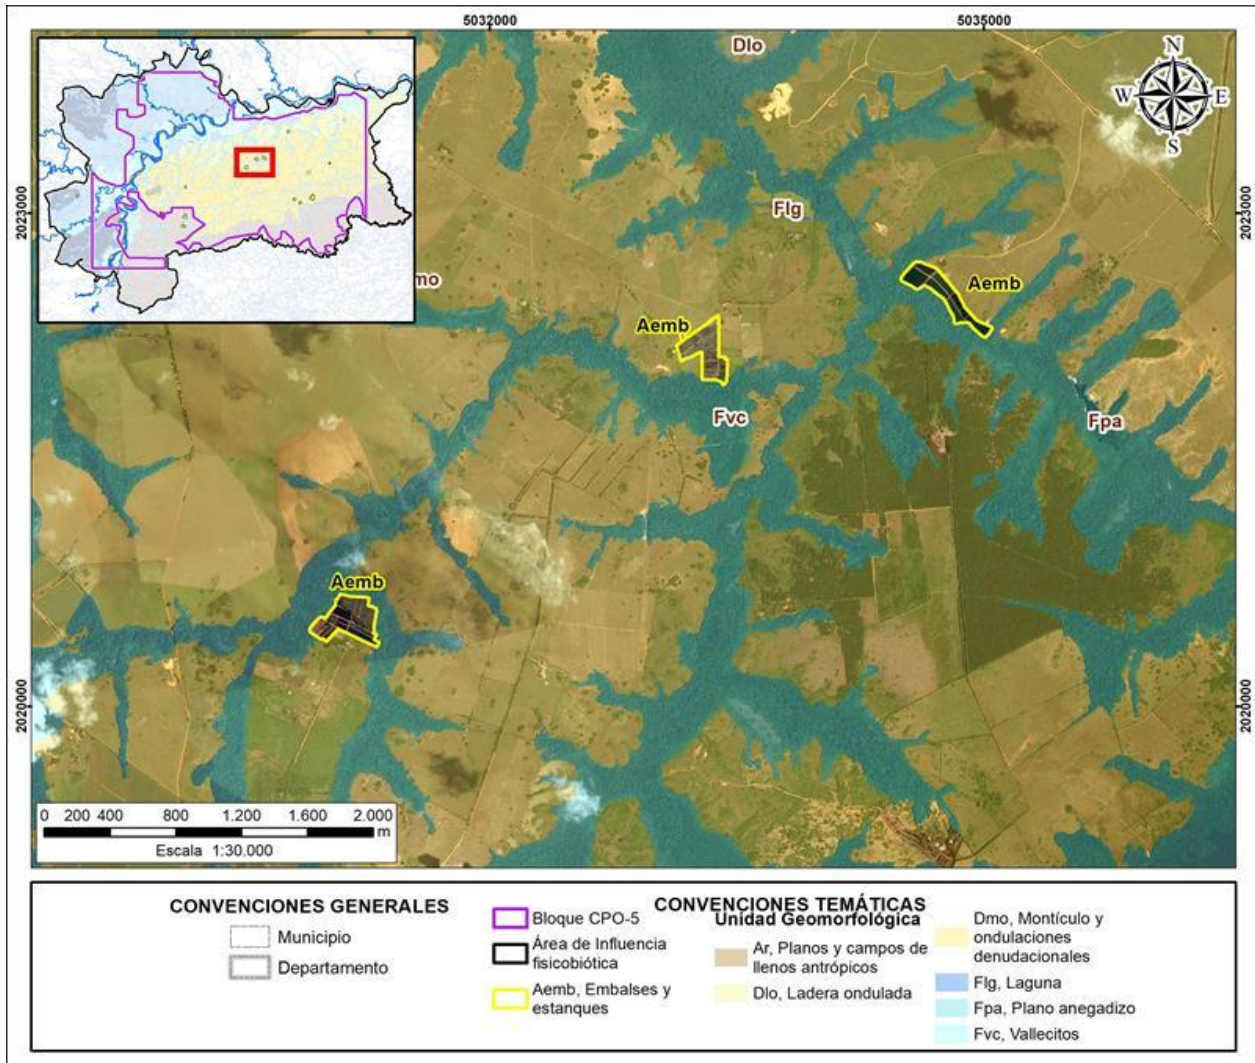 5032000
5035000
N
W
E
S
Dlo
Flg
2023000
2023000
mo
Aemb
Aemb
Fvc
Fpa
Aemb
2020000
2020000
0 200 400 800 1.200 1.600 2.000
m
Escala 1:30.000
CONVENCIONES GENERALES
Municipio
Departamento
Bloque CPO-5
Área de Influencia
fisicobiótica
Aemb, Embalses y
estanques
CONVENCIONES TEMÁTICAS
Unidad Geomorfológica
Ar, Planos y campos de
llenos antrópicos
Dlo, Ladera ondulada
Dmo, Montículo y
ondulaciones
denudacionales
Flg, Laguna
Fpa, Plano anegadizo
Fvc, Vallecitos